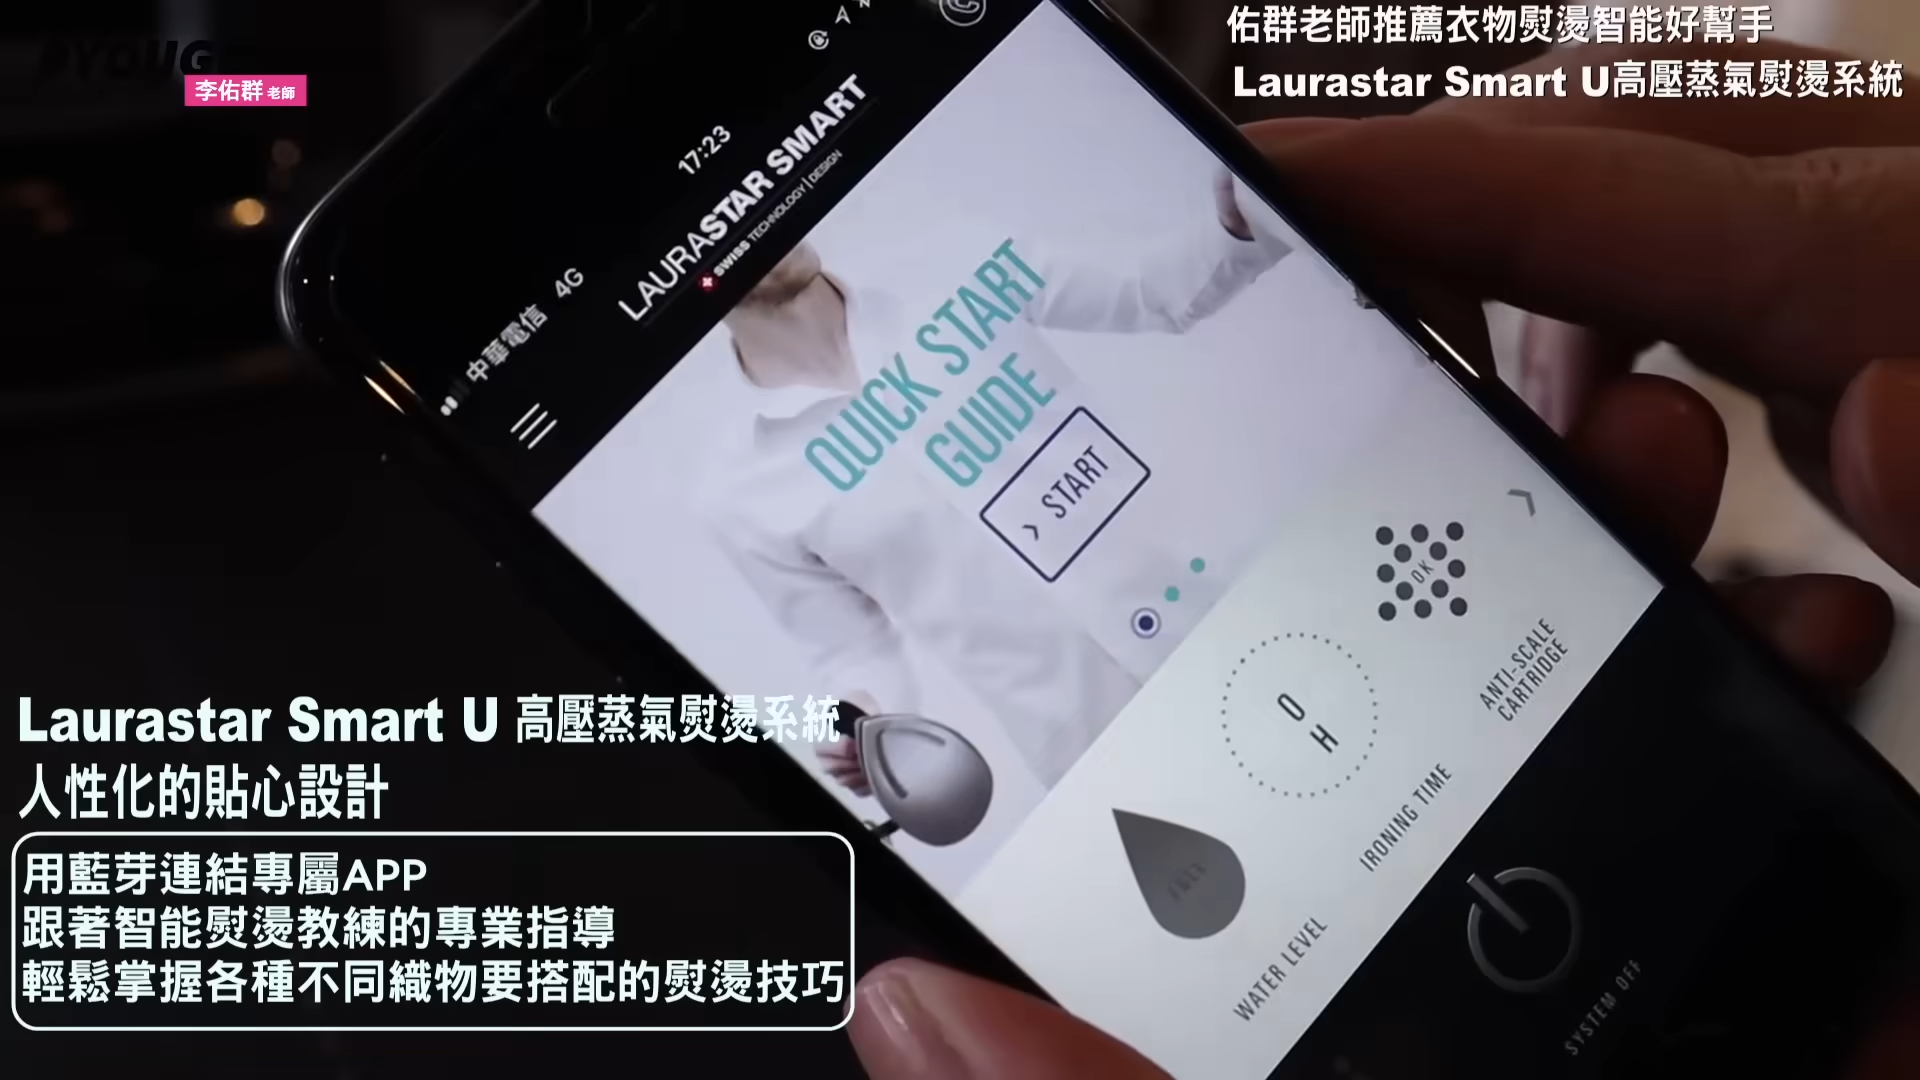 YOUG
李佑群 老師
佑群老師推薦衣物熨燙智能好幫手
Laurastar Smart U高壓蒸氣熨燙系統
中華電信 4G
17:23
LAURASTAR SMART
SWISS TECHNOLOGY | DESIGN
QUICK START
GUIDE
> START
OK
ANTI-SCALE
CARTRIDGE
0
H
IRONING TIME
WATER LEVEL
SYSTEM OFF
Laurastar Smart U 高壓蒸氣熨燙系統
人性化的貼心設計
用藍芽連結專屬APP
跟著智能熨燙教練的專業指導
輕鬆掌握各種不同織物要搭配的熨燙技巧